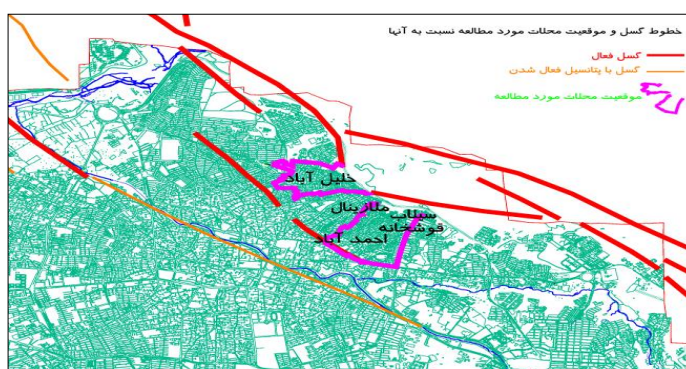 خطوط گسل و موقعیت محلات مورد مطالعه نسبت به آنها
گسل فعال
گسل با پتانسیل فعال شدن
موقعیت محلات مورد مطالعه
خلیل آباد
ملازینال
سیلاب
قوشخانه
احمد آباد